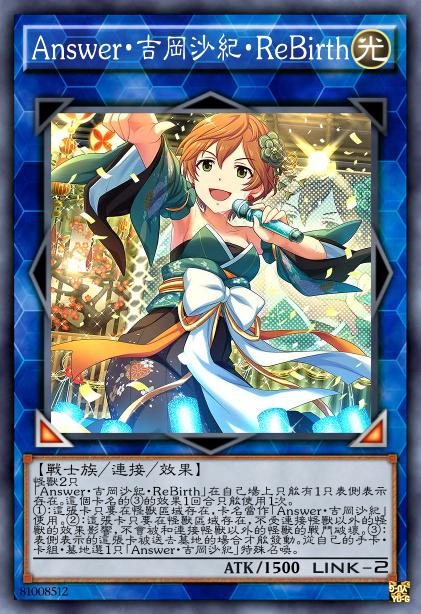 Answer・吉岡沙紀・ReBirth 光
【戰士族/連接/效果】
怪獸2只
「Answer・吉岡沙紀・ReBirth」在自己場上只能有1只表側表示
存在。這個卡名的③的效果1回合只能使用1次。
①:這張卡只要在怪獸區域存在,卡名當作「Answer・吉岡沙紀」
使用。②:這張卡只要在怪獸區域存在,不受連接怪獸以外的怪獸
的效果影響,不會被和連接怪獸以外的怪獸的戰鬥破壞。③:
表側表示的這張卡被送去墓地的場合才能發動。從自己的手卡・
卡組・墓地選1只「Answer・吉岡沙紀」特殊召喚。
ATK/1500 LINK-2
81008512